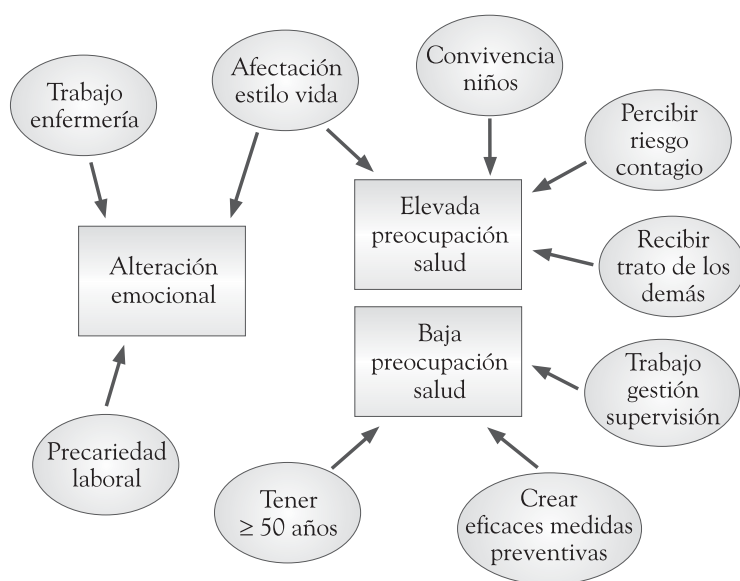 Trabajo
enfermería
Afectación
estilo vida
Convivencia
niños
Percibir
riesgo
contagio
Elevada
preocupación
salud
Recibir
trato de los
demás
Alteración
emocional
Baja
preocupación
salud
Trabajo
gestión
supervisión
Precariedad
laboral
Tener
≥ 50 años
Crear
eficaces medidas
preventivas